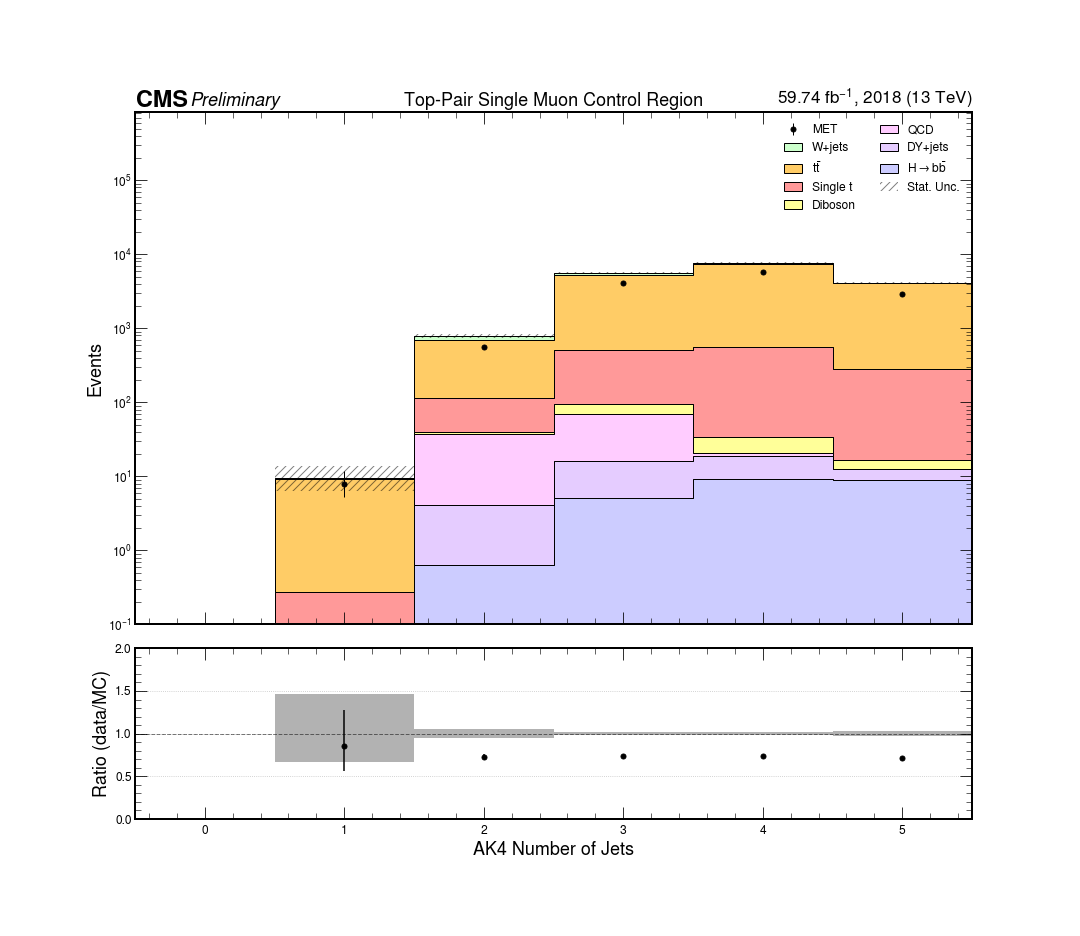 CMS Preliminary Top-Pair Single Muon Control Region 59.74 fb⁻¹, 2018 (13 TeV)
MET QCD
W+jets DY+jets
tt̄ H→bb̄
Single t Stat. Unc.
Diboson
Events
10⁵
10⁴
10³
10²
10¹
10⁰
10⁻¹
Ratio (data/MC)
2.0
1.5
1.0
0.5
0.0
0 1 2 3 4 5
AK4 Number of Jets